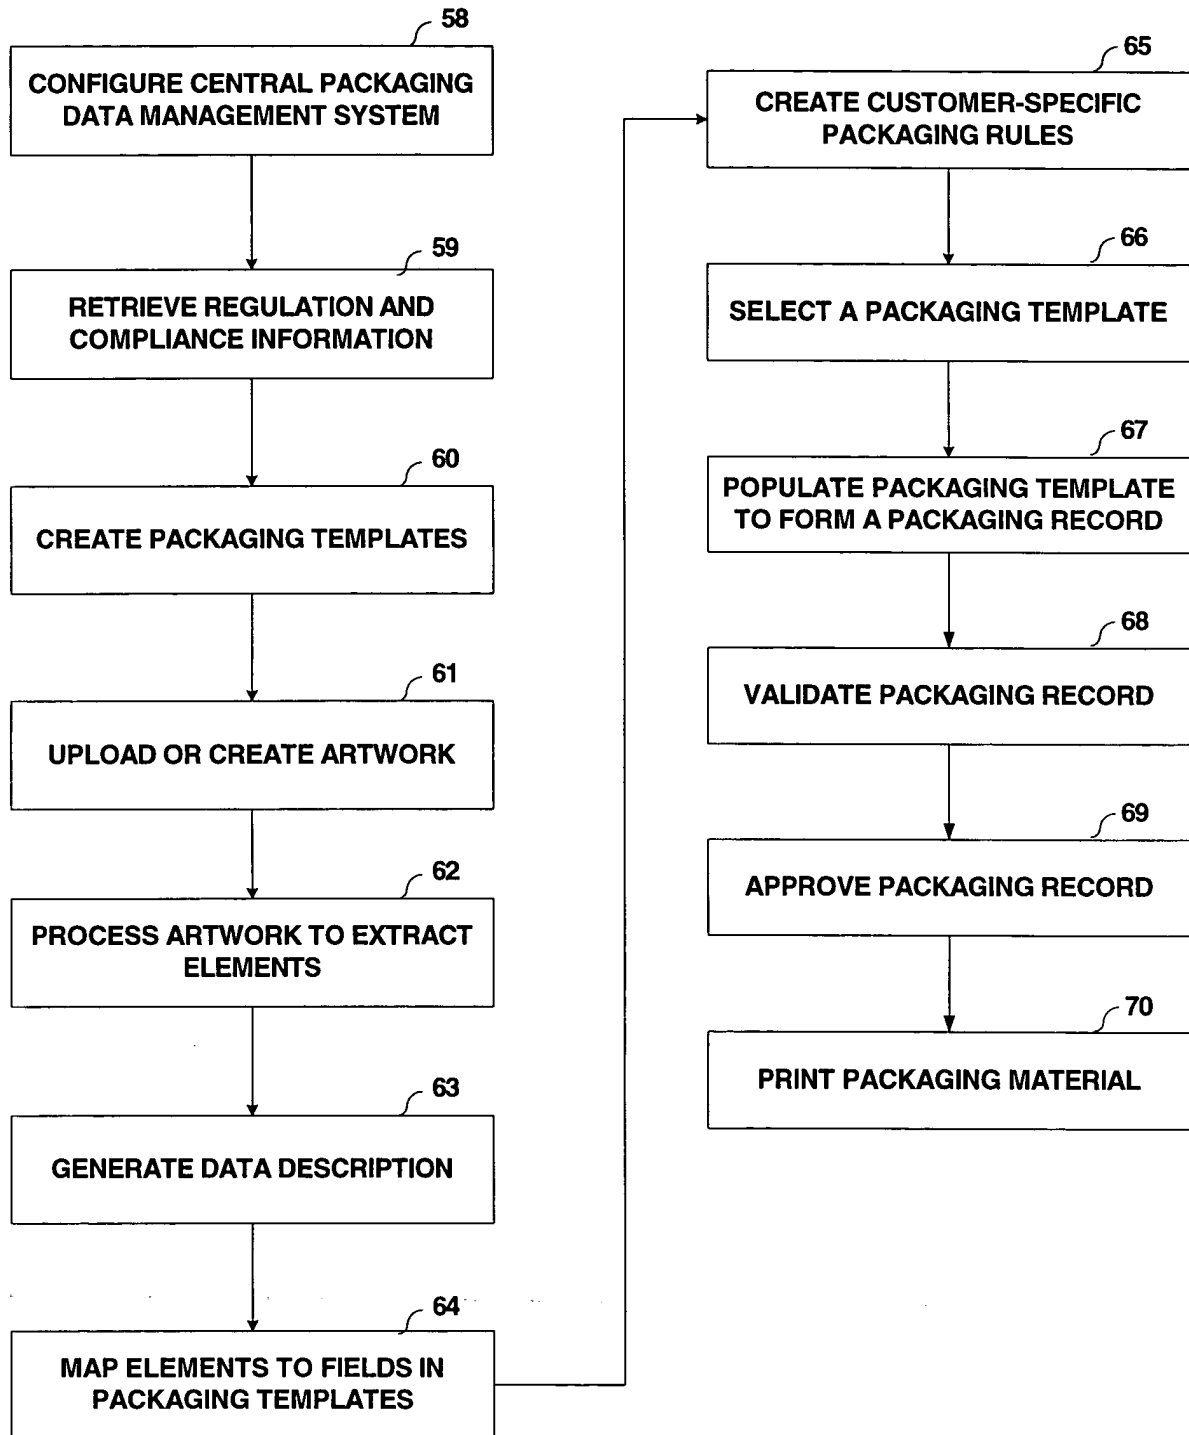 58
CONFIGURE CENTRAL PACKAGING
DATA MANAGEMENT SYSTEM
59
RETRIEVE REGULATION AND
COMPLIANCE INFORMATION
60
CREATE PACKAGING TEMPLATES
61
UPLOAD OR CREATE ARTWORK
62
PROCESS ARTWORK TO EXTRACT
ELEMENTS
63
GENERATE DATA DESCRIPTION
64
MAP ELEMENTS TO FIELDS IN
PACKAGING TEMPLATES
65
CREATE CUSTOMER-SPECIFIC
PACKAGING RULES
66
SELECT A PACKAGING TEMPLATE
67
POPULATE PACKAGING TEMPLATE
TO FORM A PACKAGING RECORD
68
VALIDATE PACKAGING RECORD
69
APPROVE PACKAGING RECORD
70
PRINT PACKAGING MATERIAL